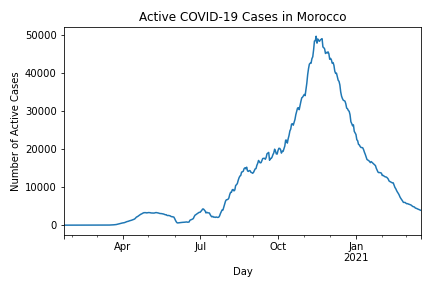 Active COVID-19 Cases in Morocco
Number of Active Cases
50000
40000
30000
20000
10000
0
Apr
Jul
Oct
Jan
2021
Day